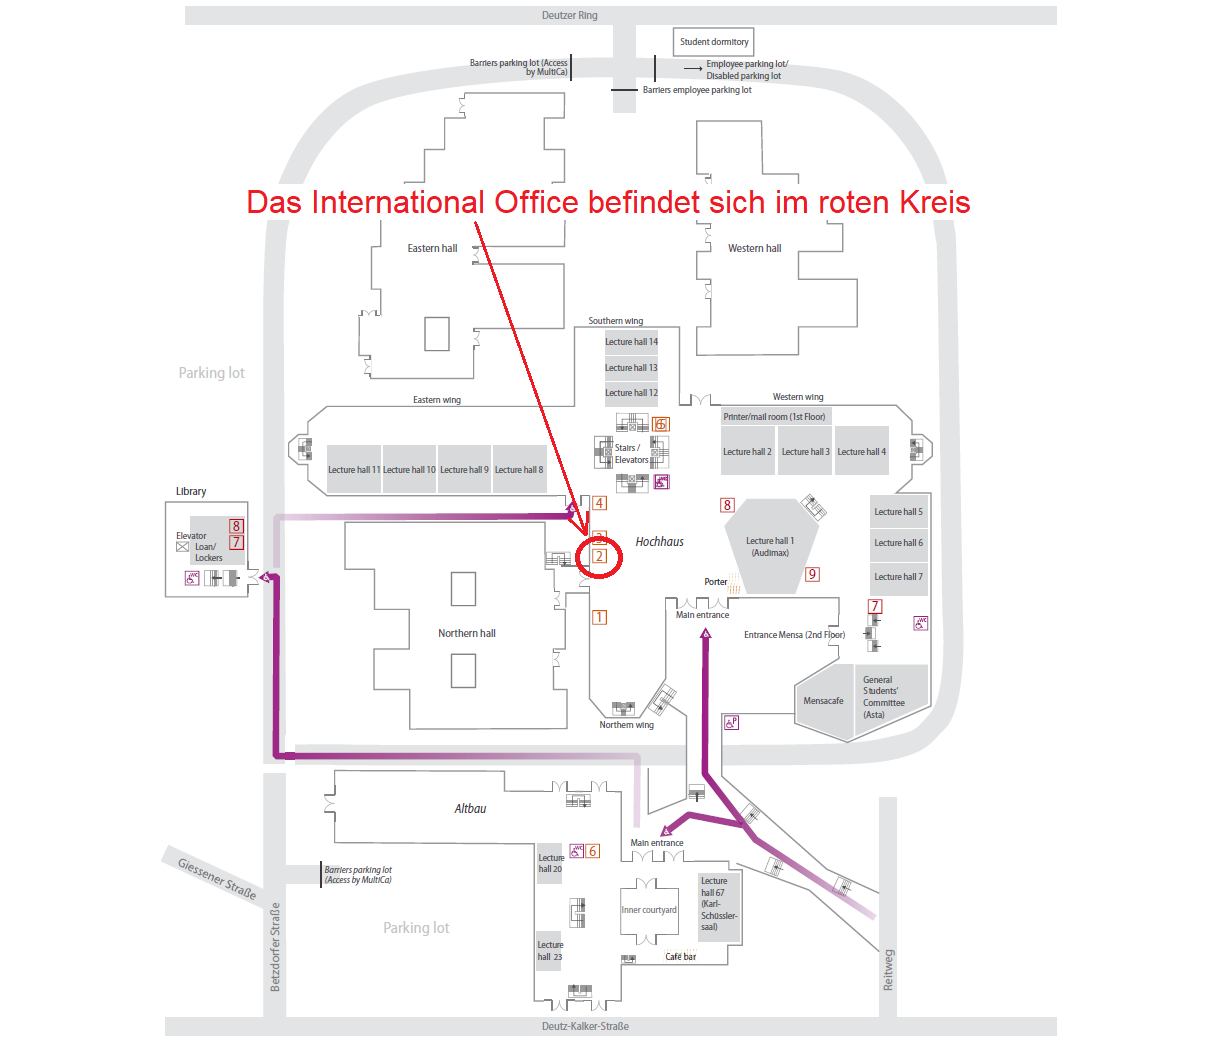 Deutzer Ring
Student dormitory
Barriers parking lot (Access
by MultiCa)
Employee parking lot/
Disabled parking lot
Barriers employee parking lot
Das International Office befindet sich im roten Kreis
Eastern hall
Western hall
Southern wing
Lecture hall 14
Lecture hall 13
Lecture hall 12
Parking lot
Eastern wing
Western wing
Printer/mail room (1st Floor)
6
Stairs /
Elevators
WC
Lecture hall 11
Lecture hall 10
Lecture hall 9
Lecture hall 8
Lecture hall 2
Lecture hall 3
Lecture hall 4
Library
4
8
Lecture hall 5
Elevator
8
Loan/
7
Lockers
3
2
Hochhaus
Lecture hall 1
(Audimax)
Lecture hall 6
WC
Porter
9
Lecture hall 7
1
Main entrance
7
WC
Northern hall
Entrance Mensa (2nd Floor)
Mensacafe
General
Students'
Committee
(Asta)
Northern wing
P
Altbau
Main entrance
Lecture
hall 20
WC
6
Giessener Straße
Barriers parking lot
(Access by MultiCa)
Lecture
hall 67
(Karl-
Schüssler-
saal)
Inner courtyard
Parking lot
Lecture
hall 23
Café bar
Betzdorfer Straße
Reitweg
Deutz-Kalker-Straße